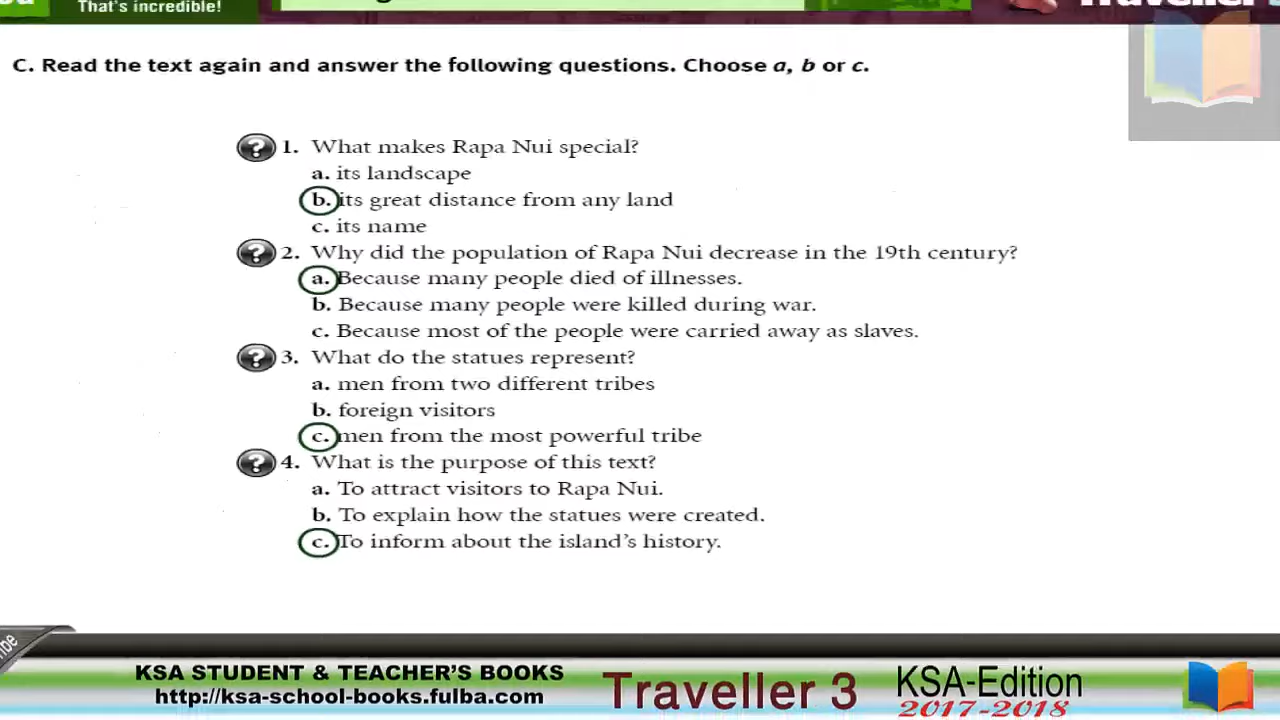 That's incredible!
C. Read the text again and answer the following questions. Choose a, b or c.
? 1. What makes Rapa Nui special?
a. its landscape
b. its great distance from any land
c. its name
? 2. Why did the population of Rapa Nui decrease in the 19th century?
a. Because many people died of illnesses.
b. Because many people were killed during war.
c. Because most of the people were carried away as slaves.
? 3. What do the statues represent?
a. men from two different tribes
b. foreign visitors
c. men from the most powerful tribe
? 4. What is the purpose of this text?
a. To attract visitors to Rapa Nui.
b. To explain how the statues were created.
c. To inform about the island's history.
KSA STUDENT & TEACHER'S BOOKS
http://ksa-school-books.fulba.com
Traveller 3
KSA-Edition
2017-2018